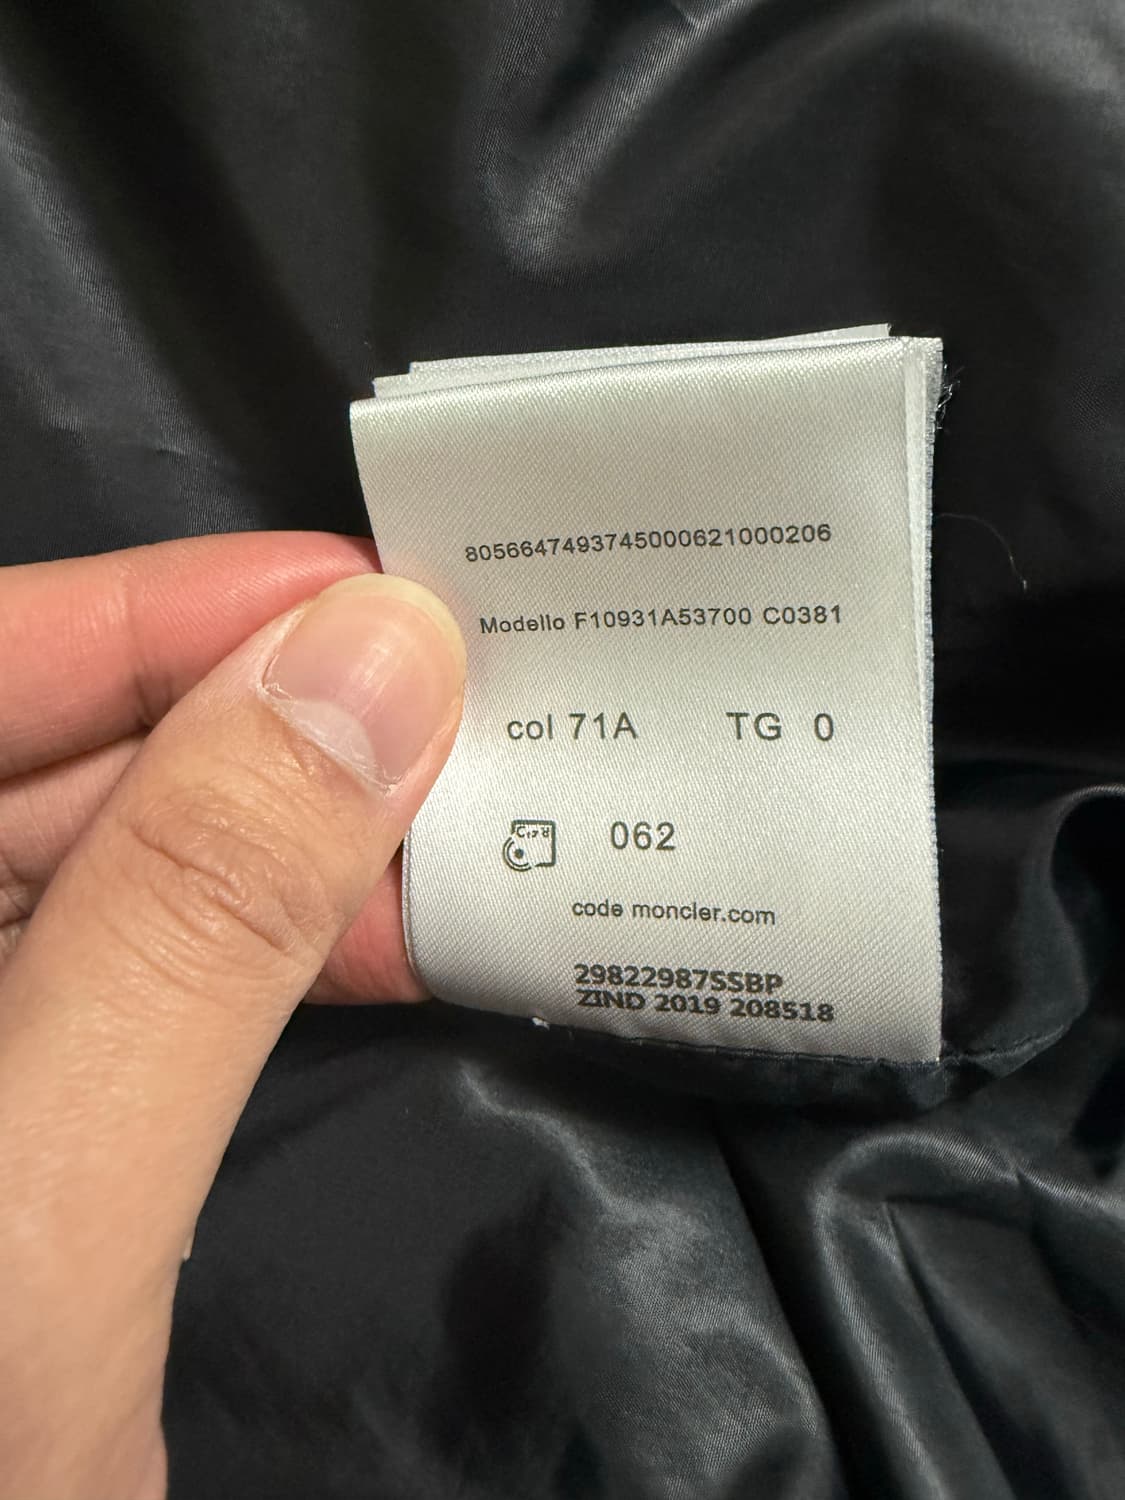 8056647493745000621000206
Modello F10931A53700 C0381
col 71A TG 0
062
code moncler.com
29822987SSBP
ZIND 2019 208518